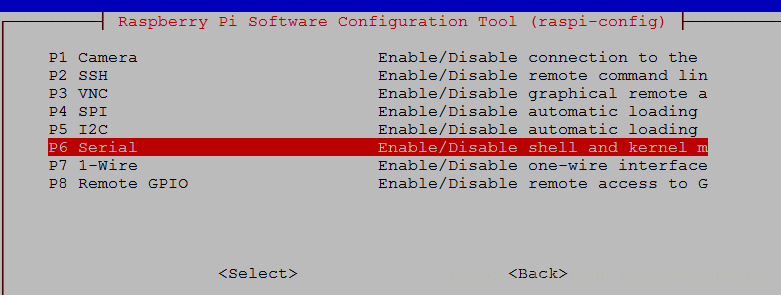 Raspberry Pi Software Configuration Tool (raspi-config)
P1 Camera Enable/Disable connection to the
P2 SSH Enable/Disable remote command lin
P3 VNC Enable/Disable graphical remote a
P4 SPI Enable/Disable automatic loading
P5 I2C Enable/Disable automatic loading
P6 Serial Enable/Disable shell and kernel m
P7 1-Wire Enable/Disable one-wire interface
P8 Remote GPIO Enable/Disable remote access to G
<Select> <Back>